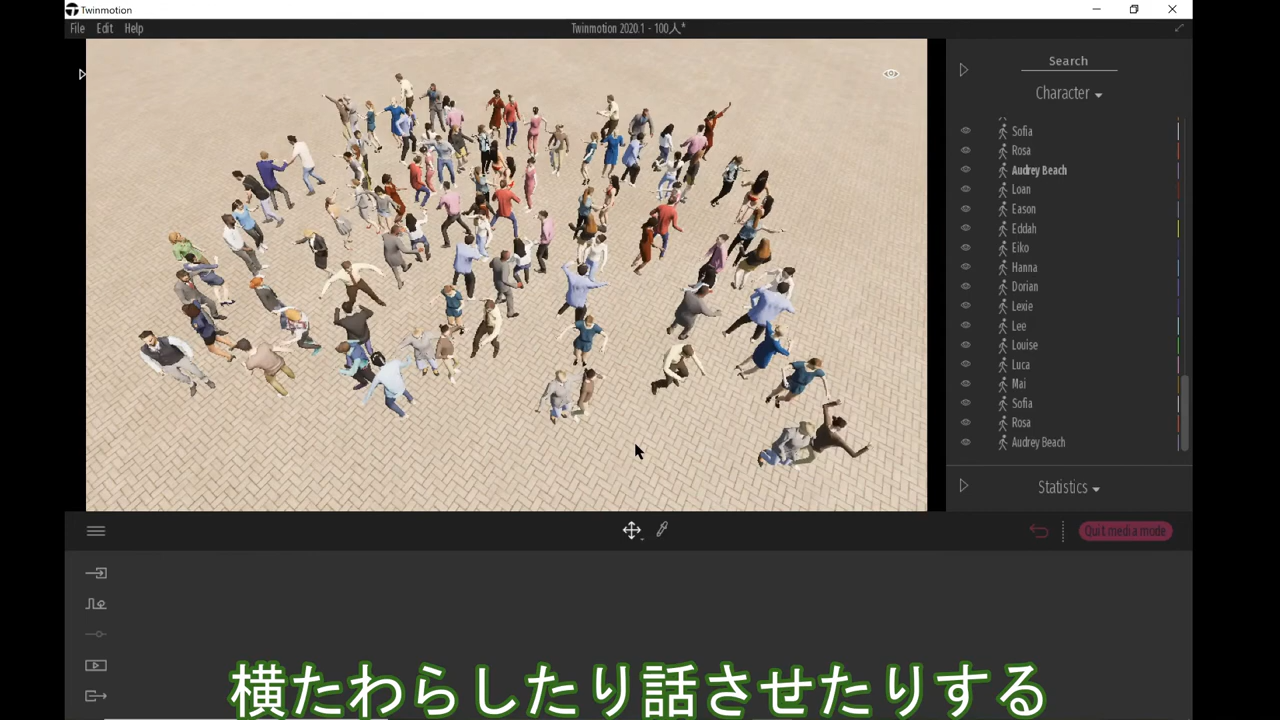 Twinmotion
File Edit Help
Twinmotion 2020.1 - 100人*
Search
Character
Sofia
Rosa
Audrey Beach
Loan
Eason
Eddah
Eiko
Hanna
Dorian
Lexie
Lee
Louise
Luca
Mai
Sofia
Rosa
Audrey Beach
Statistics
Quit media mode
横たわらしたり話させたりする